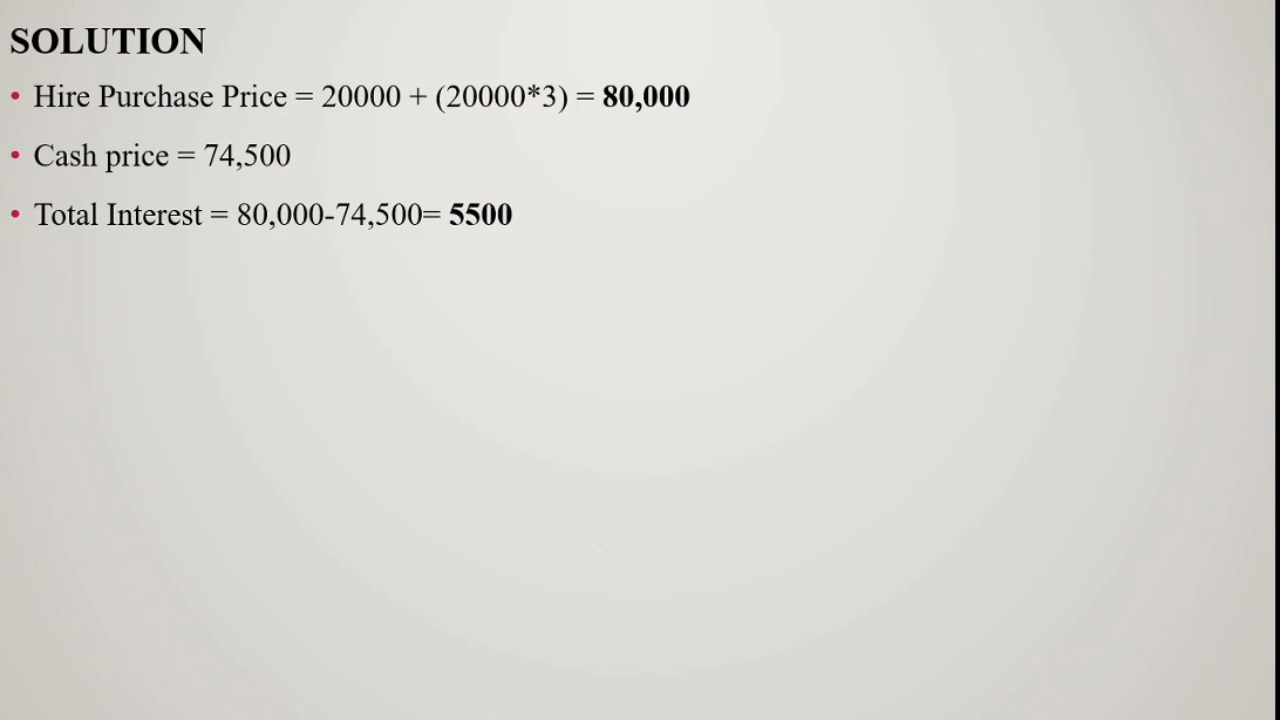 SOLUTION
• Hire Purchase Price = 20000 + (20000*3) = 80,000
• Cash price = 74,500
• Total Interest = 80,000-74,500= 5500